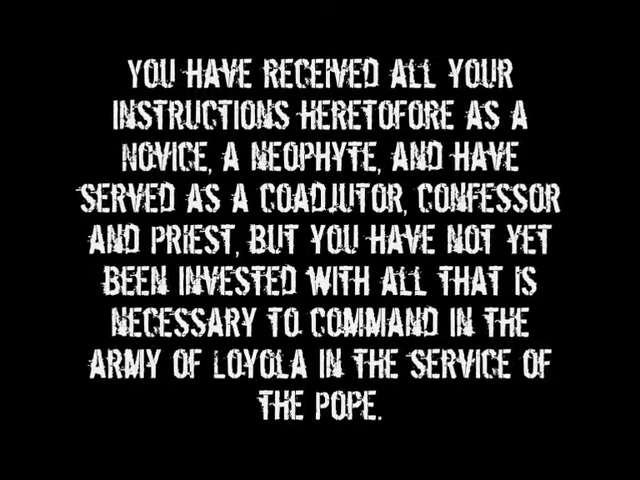 YOU HAVE RECEIVED ALL YOUR
INSTRUCTIONS HERETOFORE AS A
NOVICE, A NEOPHYTE, AND HAVE
SERVED AS A COADJUTOR, CONFESSOR
AND PRIEST, BUT YOU HAVE NOT YET
BEEN INVESTED WITH ALL THAT IS
NECESSARY TO COMMAND IN THE
ARMY OF LOYOLA IN THE SERVICE OF
THE POPE.